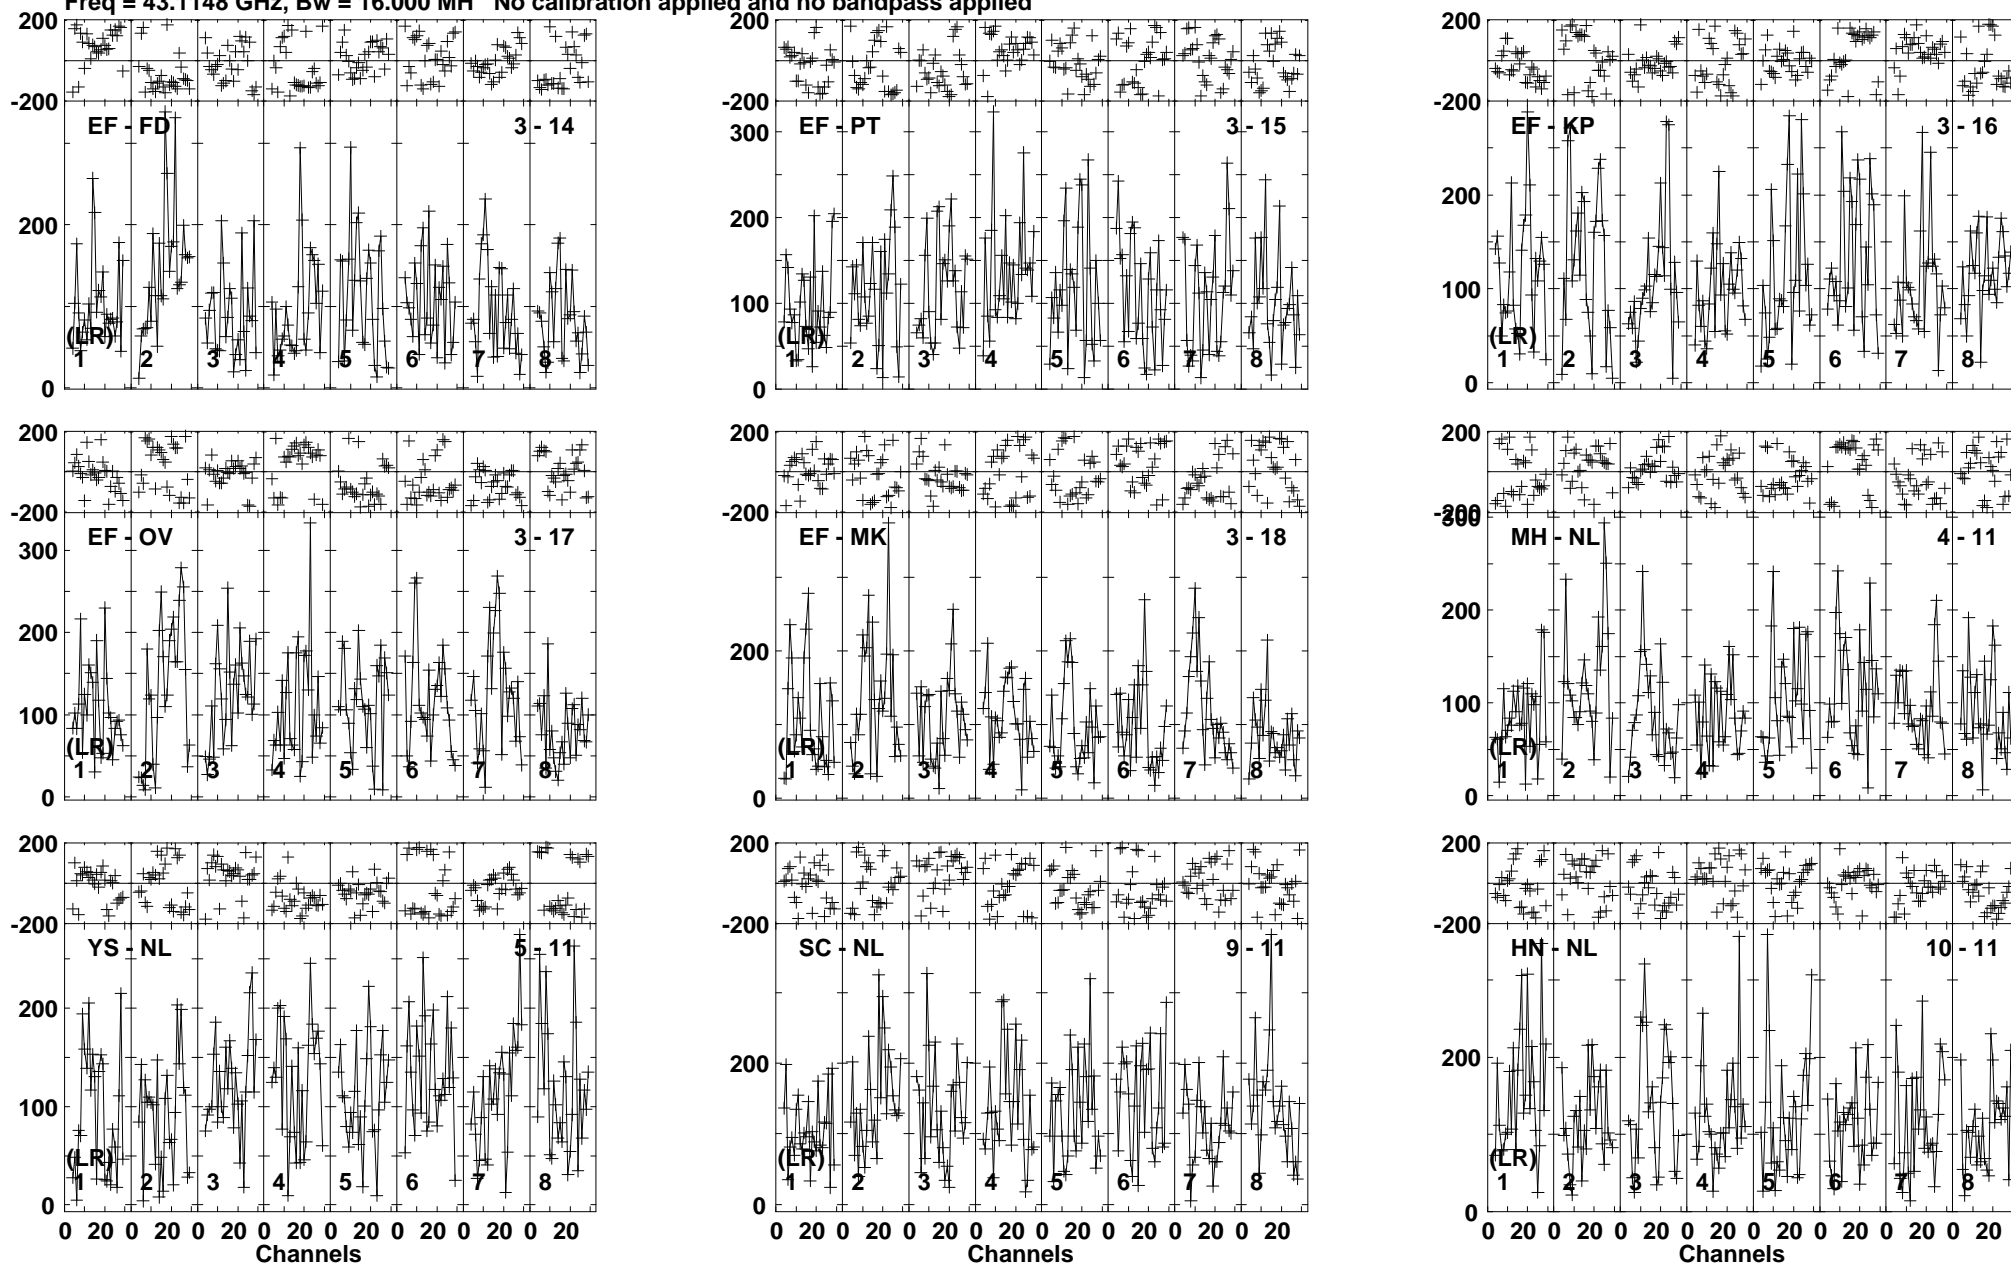 Freq = 43.1148 GHz, Bw = 16.000 MH No calibration applied and no bandpass applied
200 200 200
-200 -200 -200
EF - FD 3 - 14 EF - PT 3 - 15 EF - KP 3 - 16
300 300
200 200 200
100 100
(LR) (LR) (LR)
1 2 3 4 5 6 7 8 1 2 3 4 5 6 7 8 1 2 3 4 5 6 7 8
0 0 0
200 200 200
-200 -200 -200
300
EF - OV 3 - 17 EF - MK 3 - 18 MH - NL 4 - 11
300
200 200 200
100 100
(LR) (LR) (LR)
1 2 3 4 5 6 7 8 1 2 3 4 5 6 7 8 1 2 3 4 5 6 7 8
0 0 0
200 200 200
-200 -200 -200
YS - NL 5 - 11 SC - NL 9 - 11 HN - NL 10 - 11
200 200 200
100
(LR) (LR) (LR)
1 2 3 4 5 6 7 8 1 2 3 4 5 6 7 8 1 2 3 4 5 6 7 8
0 0 0
0 20 0 20 0 20 0 20 0 20 0 20 0 20 0 20 0 20 0 20 0 20 0 20 0 20 0 20 0 20 0 20 0 20 0 20 0 20 0 20 0 20 0 20 0 20 0 20
Channels Channels Channels